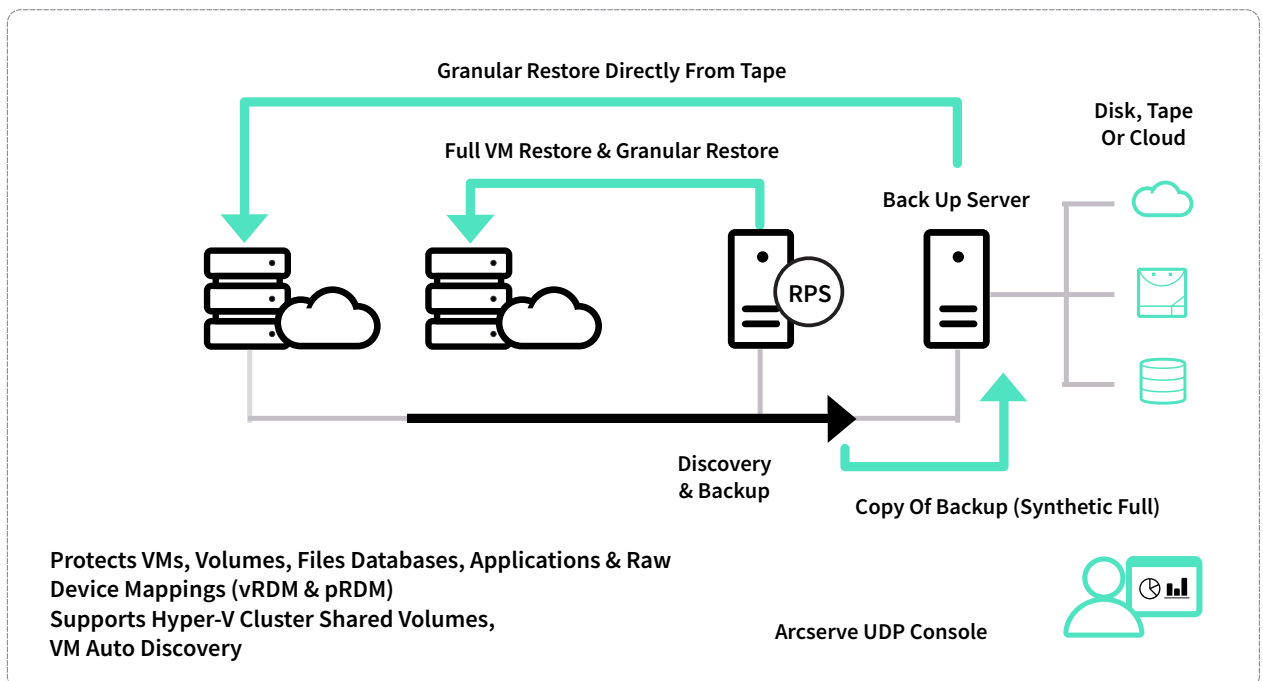 Granular Restore Directly From Tape
Disk, Tape
Or Cloud
Full VM Restore & Granular Restore
Back Up Server
RPS
Discovery
& Backup
Copy Of Backup (Synthetic Full)
Protects VMs, Volumes, Files Databases, Applications & Raw
Device Mappings (vRDM & pRDM)
Supports Hyper-V Cluster Shared Volumes,
VM Auto Discovery
Arcserve UDP Console